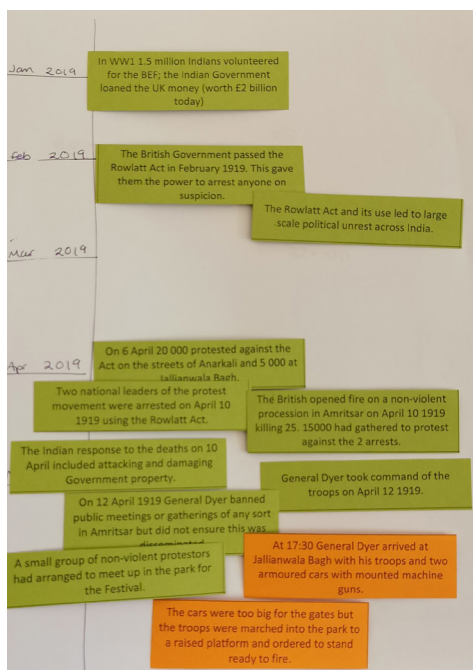 Jan 2019
In WW1 1.5 million Indians volunteered
for the BEF; the Indian Government
loaned the UK money (worth £2 billion
today)
Feb 2019
The British Government passed the
Rowlatt Act in February 1919. This gave
them the power to arrest anyone on
suspicion.
The Rowlatt Act and its use led to large
scale political unrest across India.
Mar 2019
Apr 2019
On 6 April 20 000 protested against the
Act on the streets of Anarkali and 5 000 at
Jallianwala Bagh.
Two national leaders of the protest
movement were arrested on April 10
1919 using the Rowlatt Act.
The British opened fire on a non-violent
procession in Amritsar on April 10 1919
killing 25. 15000 had gathered to protest
against the 2 arrests.
The Indian response to the deaths on 10
April included attacking and damaging
Government property.
General Dyer took command of the
troops on April 12 1919.
On 12 April 1919 General Dyer banned
public meetings or gatherings of any sort
in Amritsar but did not ensure this was
A small group of non-violent protestors
had arranged to meet up in the park for
the Festival.
At 17:30 General Dyer arrived at
Jallianwala Bagh with his troops and two
armoured cars with mounted machine
guns.
The cars were too big for the gates but
the troops were marched into the park to
a raised platform and ordered to stand
ready to fire.